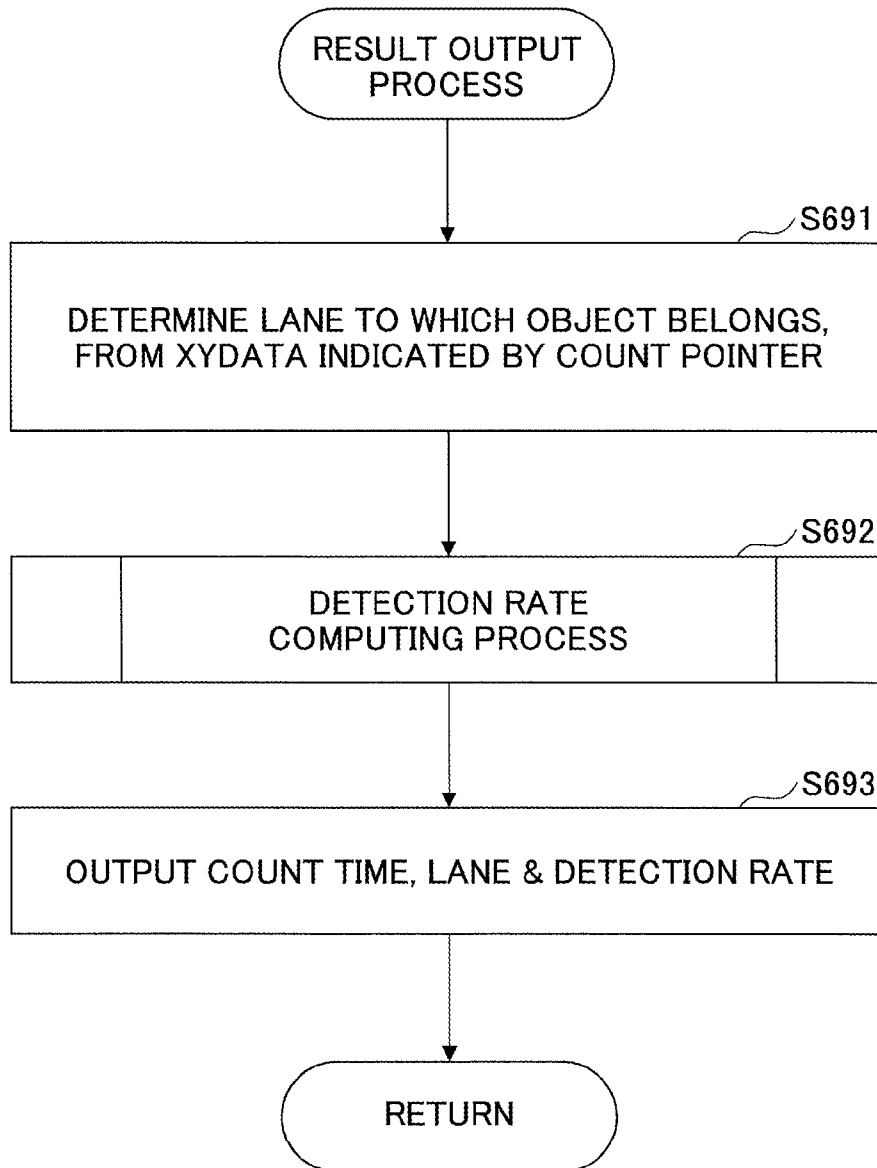 RESULT OUTPUT
PROCESS
S691
DETERMINE LANE TO WHICH OBJECT BELONGS,
FROM XYDATA INDICATED BY COUNT POINTER
S692
DETECTION RATE
COMPUTING PROCESS
S693
OUTPUT COUNT TIME, LANE & DETECTION RATE
RETURN